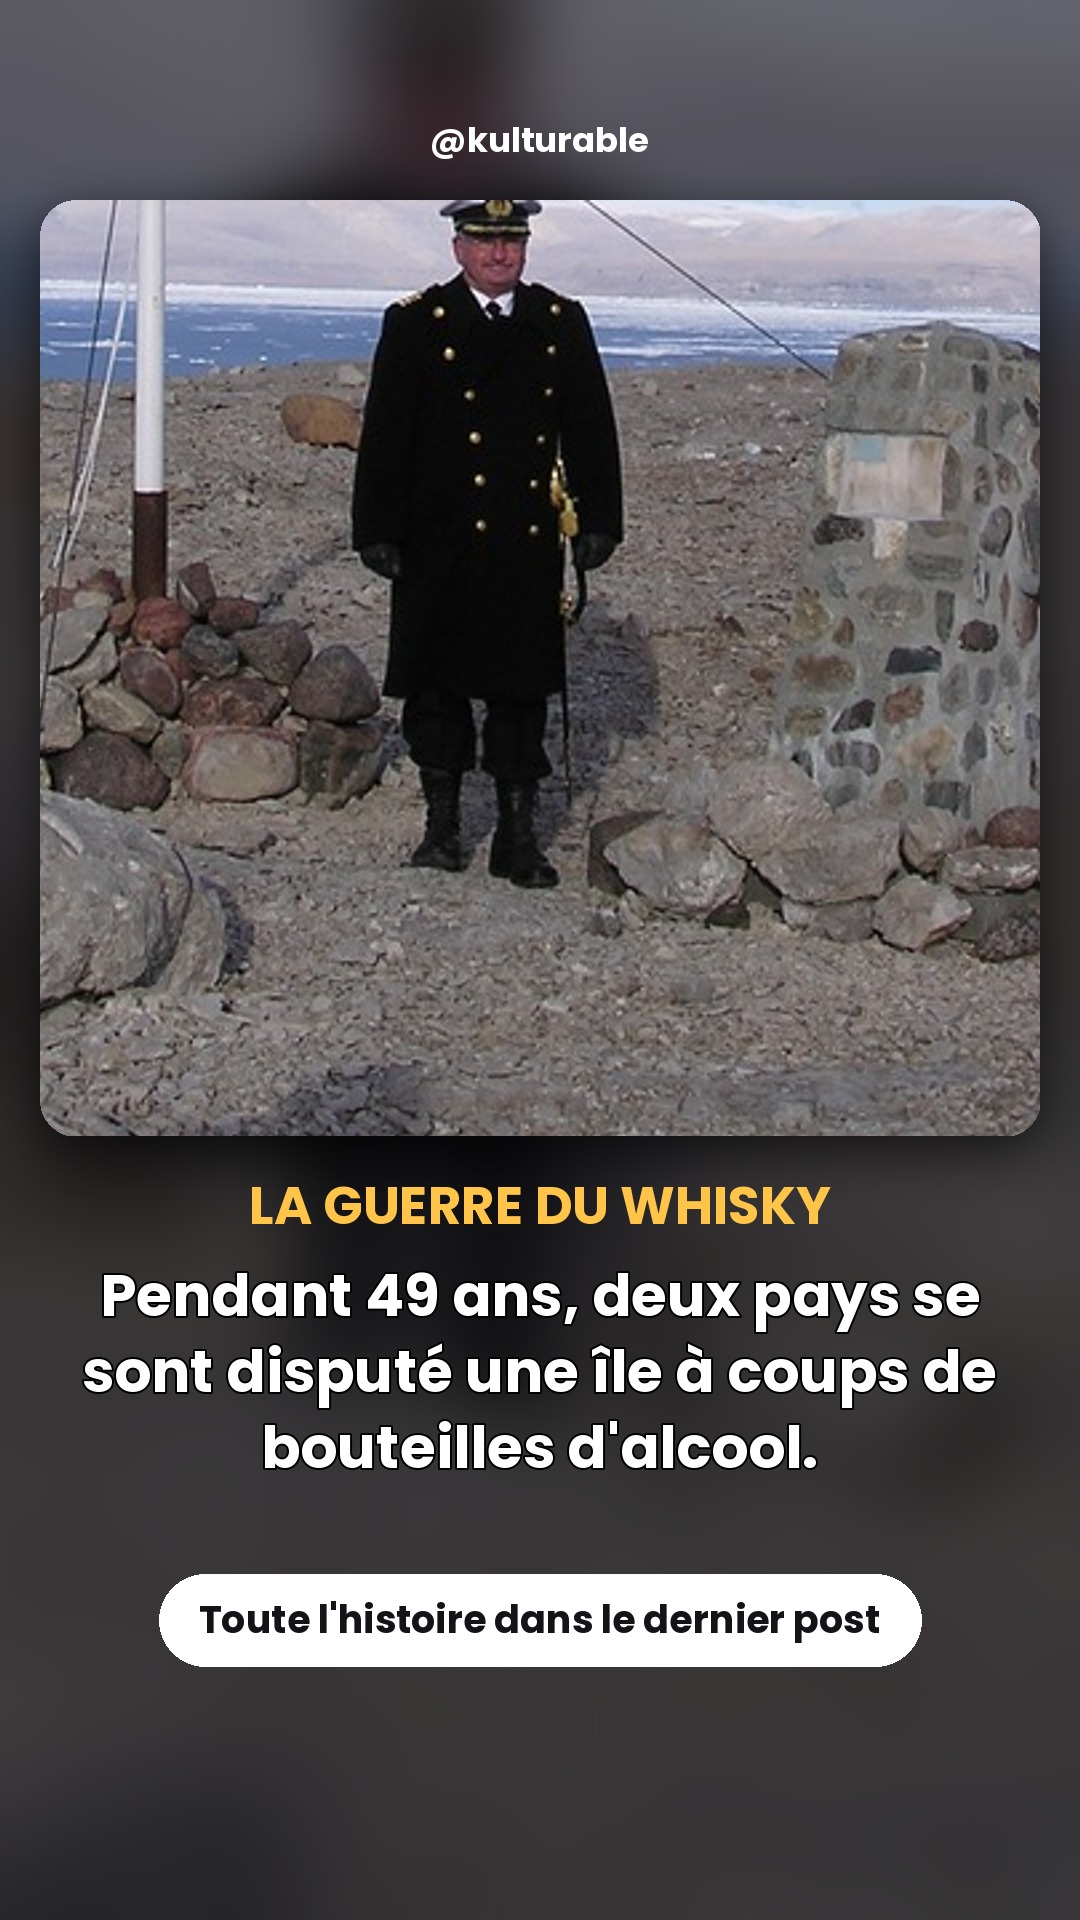 @kulturable
LA GUERRE DU WHISKY
Pendant 49 ans, deux pays se
sont disputé une île à coups de
bouteilles d'alcool.
Toute l'histoire dans le dernier post